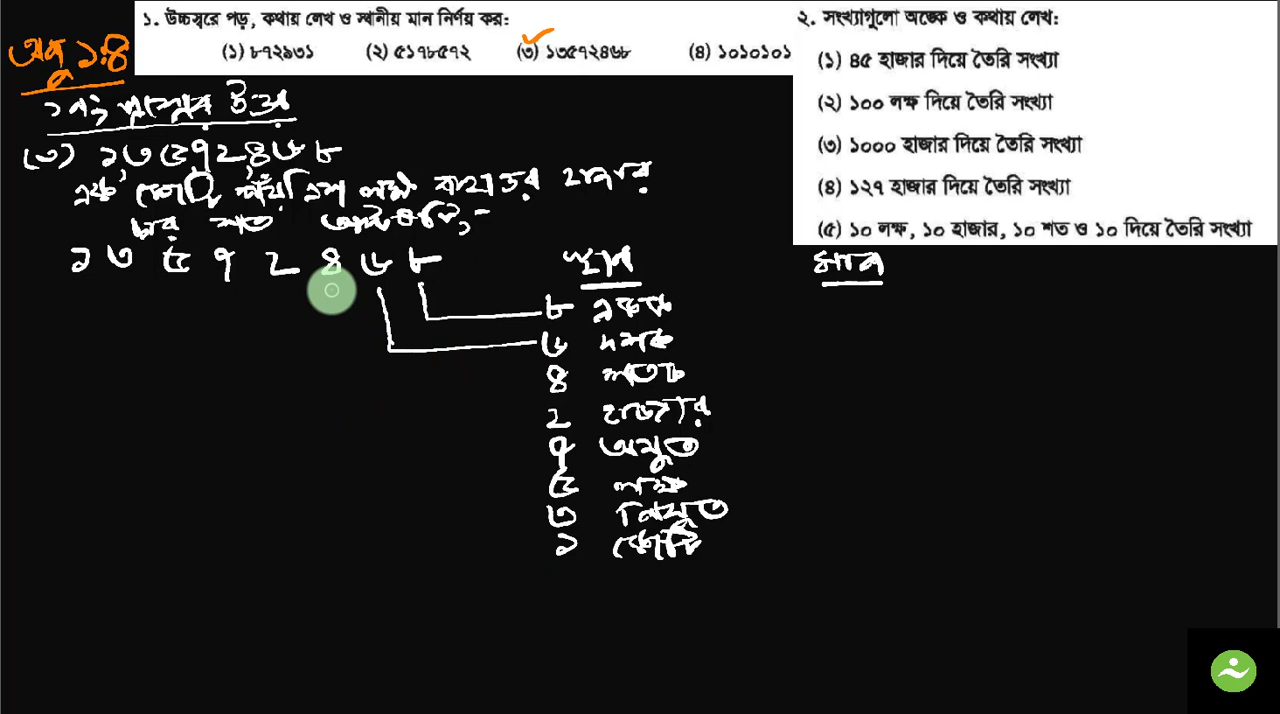 ১. উচ্চস্বরে পড়, কথায় লেখ ও স্থানীয় মান নির্ণয় কর:
(১) ৮৭২৯৩১ (২) ৫১৭৮৫৭২ (৩) ১৩৫৭২৪৬৮ (৪) ১০১০১০১
২. সংখ্যাগুলো অঙ্কে ও কথায় লেখ:
(১) ৪৫ হাজার দিয়ে তৈরি সংখ্যা
(২) ১০০ লক্ষ দিয়ে তৈরি সংখ্যা
(৩) ১০০০ হাজার দিয়ে তৈরি সংখ্যা
(৪) ১২৭ হাজার দিয়ে তৈরি সংখ্যা
(৫) ১০ লক্ষ, ১০ হাজার, ১০ শত ও ১০ দিয়ে তৈরি সংখ্যা
অনু ১.৪
১ নং প্রশ্নের উত্তর
(৩) ১৩৫৭২৪৬৮
এক কোটি পঁয়ত্রিশ লক্ষ বাহাত্তর হাজার
চার শত
১ ৩ ৫ ৭ ২ ৪ ৬ ৮ স্থান মান
৮ একক
৬ দশক
৪ শতক
২ হাজার
৭ অযুত
৫ লক্ষ
৩ নিযুত
১ কোটি